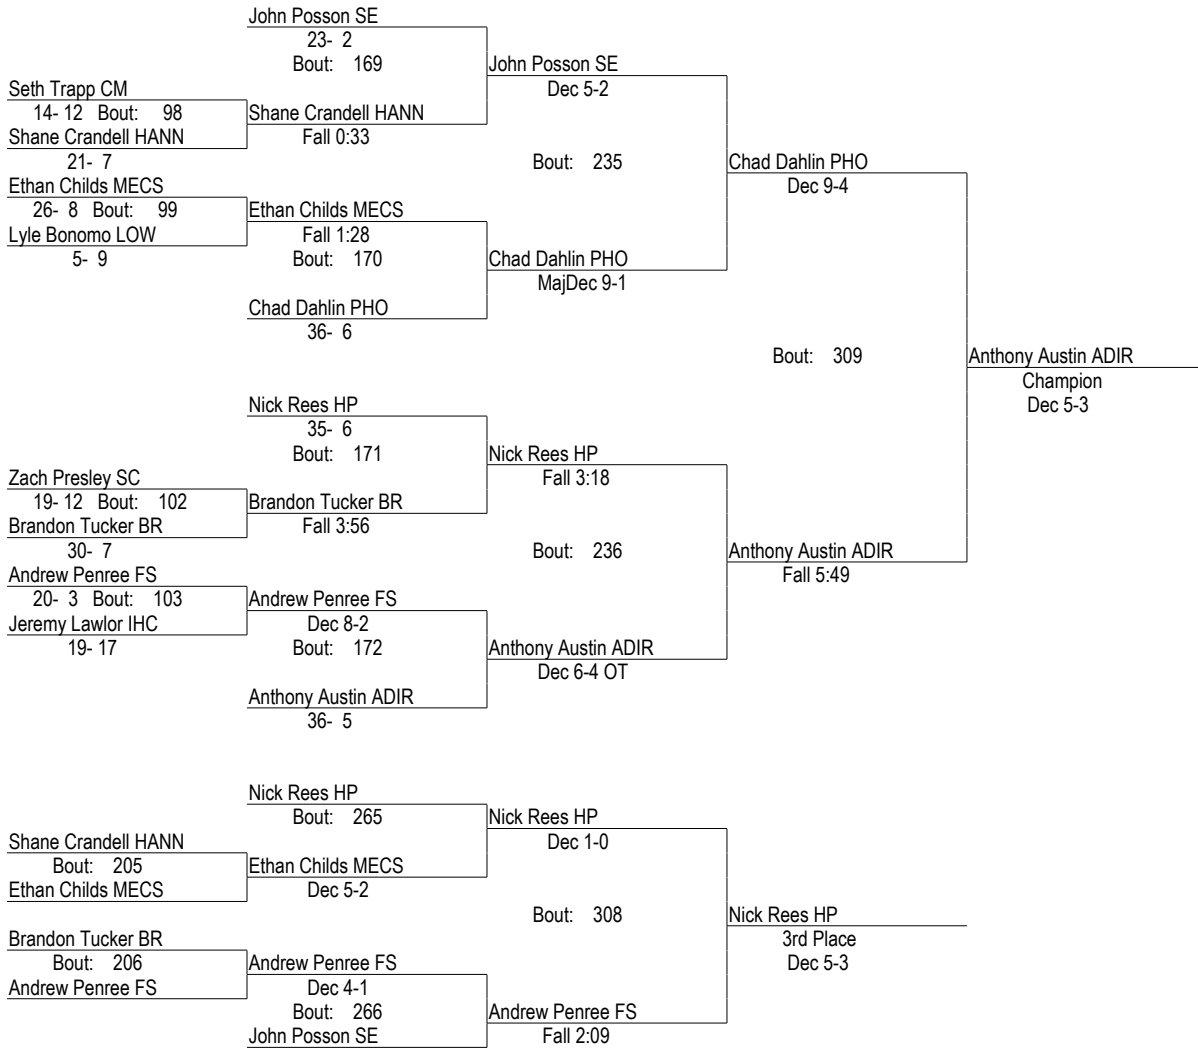 John Posson SE
23- 2
Bout: 169
John Posson SE
Dec 5-2
Seth Trapp CM
14- 12 Bout: 98
Shane Crandell HANN
Shane Crandell HANN
Fall 0:33
21- 7
Bout: 235
Chad Dahlin PHO
Dec 9-4
Ethan Childs MECS
26- 8 Bout: 99
Ethan Childs MECS
Lyle Bonomo LOW
Fall 1:28
5- 9
Bout: 170
Chad Dahlin PHO
MajDec 9-1
Chad Dahlin PHO
36- 6
Bout: 309
Anthony Austin ADIR
Champion
Dec 5-3
Nick Rees HP
35- 6
Bout: 171
Nick Rees HP
Fall 3:18
Zach Presley SC
19- 12 Bout: 102
Brandon Tucker BR
Brandon Tucker BR
Fall 3:56
30- 7
Bout: 236
Anthony Austin ADIR
Fall 5:49
Andrew Penree FS
20- 3 Bout: 103
Andrew Penree FS
Jeremy Lawlor IHC
Dec 8-2
19- 17
Bout: 172
Anthony Austin ADIR
Dec 6-4 OT
Anthony Austin ADIR
36- 5
Nick Rees HP
Bout: 265
Nick Rees HP
Dec 1-0
Shane Crandell HANN
Bout: 205
Ethan Childs MECS
Ethan Childs MECS
Dec 5-2
Bout: 308
Nick Rees HP
3rd Place
Dec 5-3
Brandon Tucker BR
Bout: 206
Andrew Penree FS
Andrew Penree FS
Dec 4-1
Bout: 266
Andrew Penree FS
Fall 2:09
John Posson SE